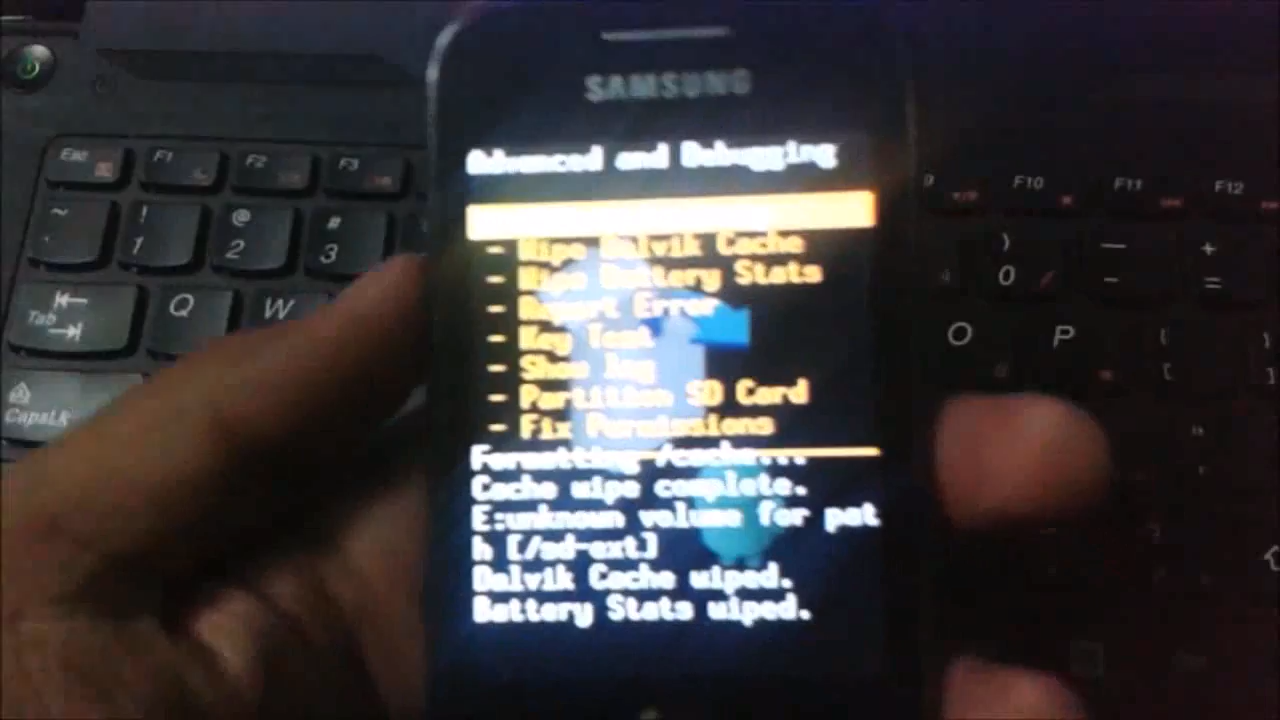 SAMSUNG
Advanced and Debugging
- Wipe Dalvik Cache
- Wipe Battery Stats
- Report Error
- Key Test
- Show log
- Partition SD Card
- Fix Permissions
Formatting /cache...
Cache wipe complete.
E:unknown volume for pat
h [/sd-ext]
Dalvik Cache wiped.
Battery Stats wiped.
Esc F1 F2 F3
9 F10 F11 F12
~ ! @ #
` 1 2 3
) — +
0 - =
Tab Q W
O P { [
CapsLk